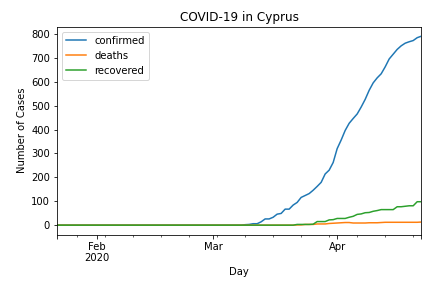 COVID-19 in Cyprus
confirmed
deaths
recovered
Number of Cases
800
700
600
500
400
300
200
100
0
Feb
2020
Mar
Apr
Day